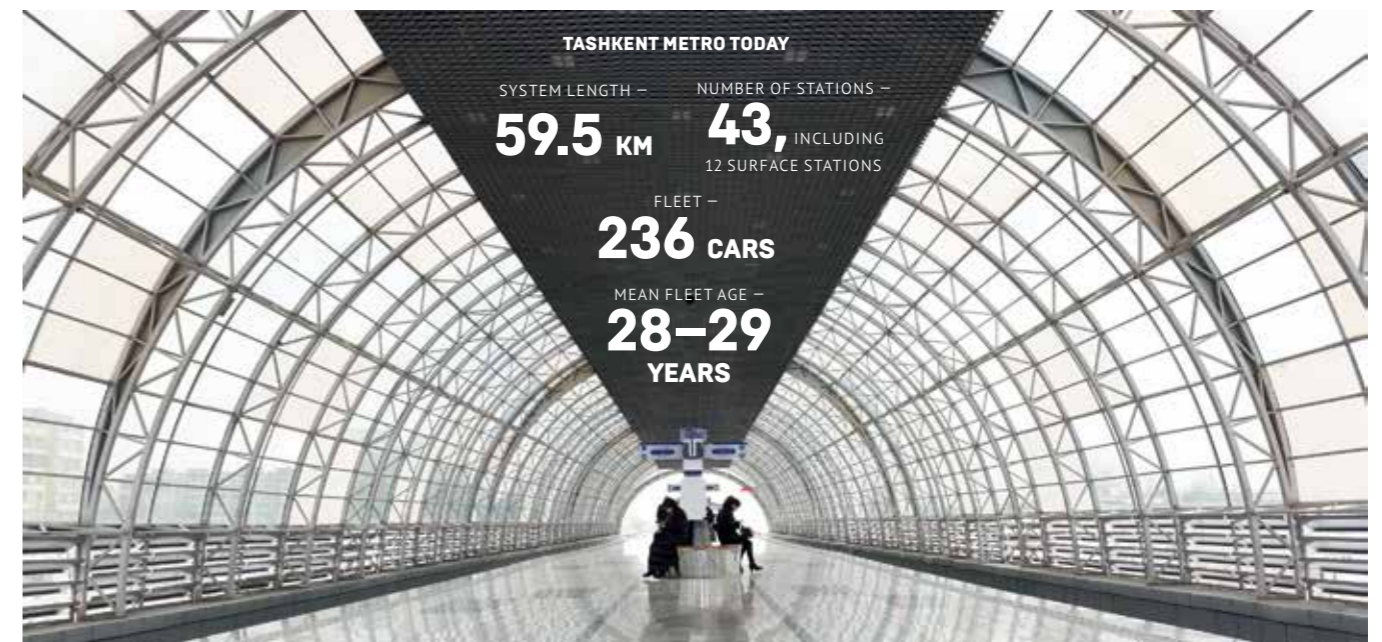 TASHKENT METRO TODAY
SYSTEM LENGTH –
59.5 KM
NUMBER OF STATIONS –
43, INCLUDING
12 SURFACE STATIONS
FLEET –
236 CARS
MEAN FLEET AGE –
28–29
YEARS